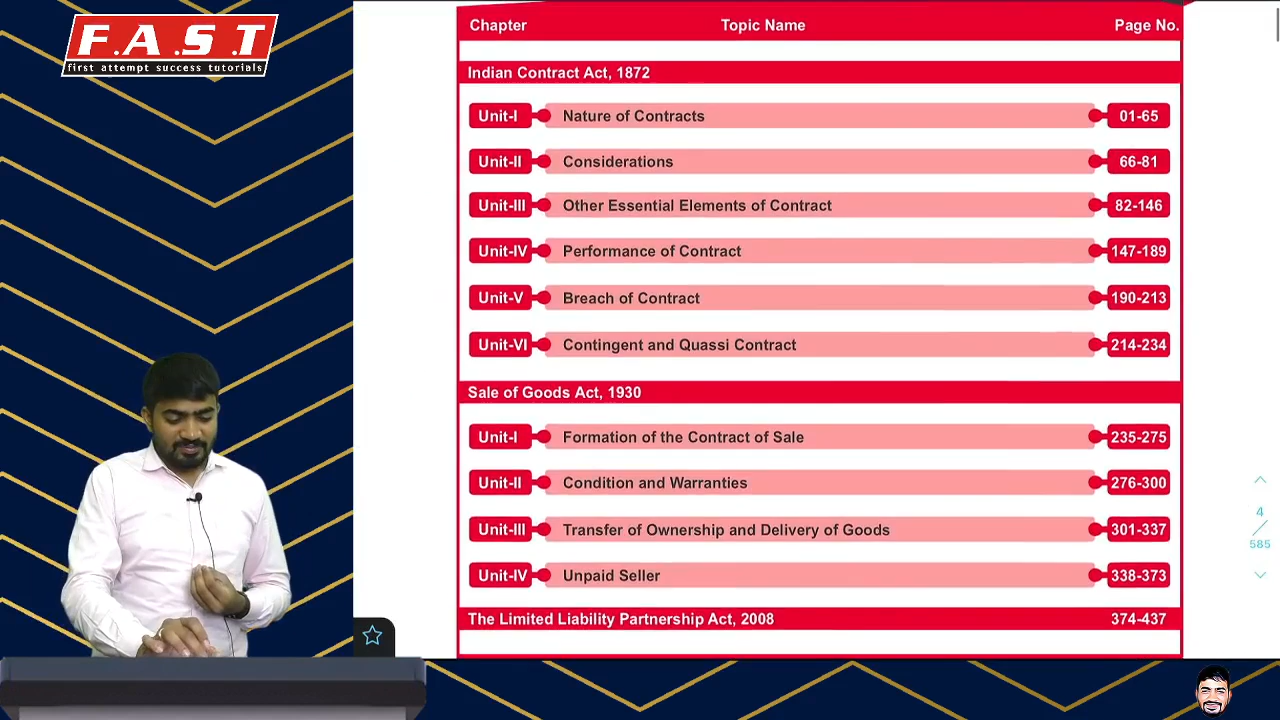 F.A.S.T
first attempt success tutorials
Chapter Topic Name Page No.
Indian Contract Act, 1872
Unit-I Nature of Contracts 01-65
Unit-II Considerations 66-81
Unit-III Other Essential Elements of Contract 82-146
Unit-IV Performance of Contract 147-189
Unit-V Breach of Contract 190-213
Unit-VI Contingent and Quassi Contract 214-234
Sale of Goods Act, 1930
Unit-I Formation of the Contract of Sale 235-275
Unit-II Condition and Warranties 276-300
Unit-III Transfer of Ownership and Delivery of Goods 301-337
Unit-IV Unpaid Seller 338-373
The Limited Liability Partnership Act, 2008 374-437
4
585